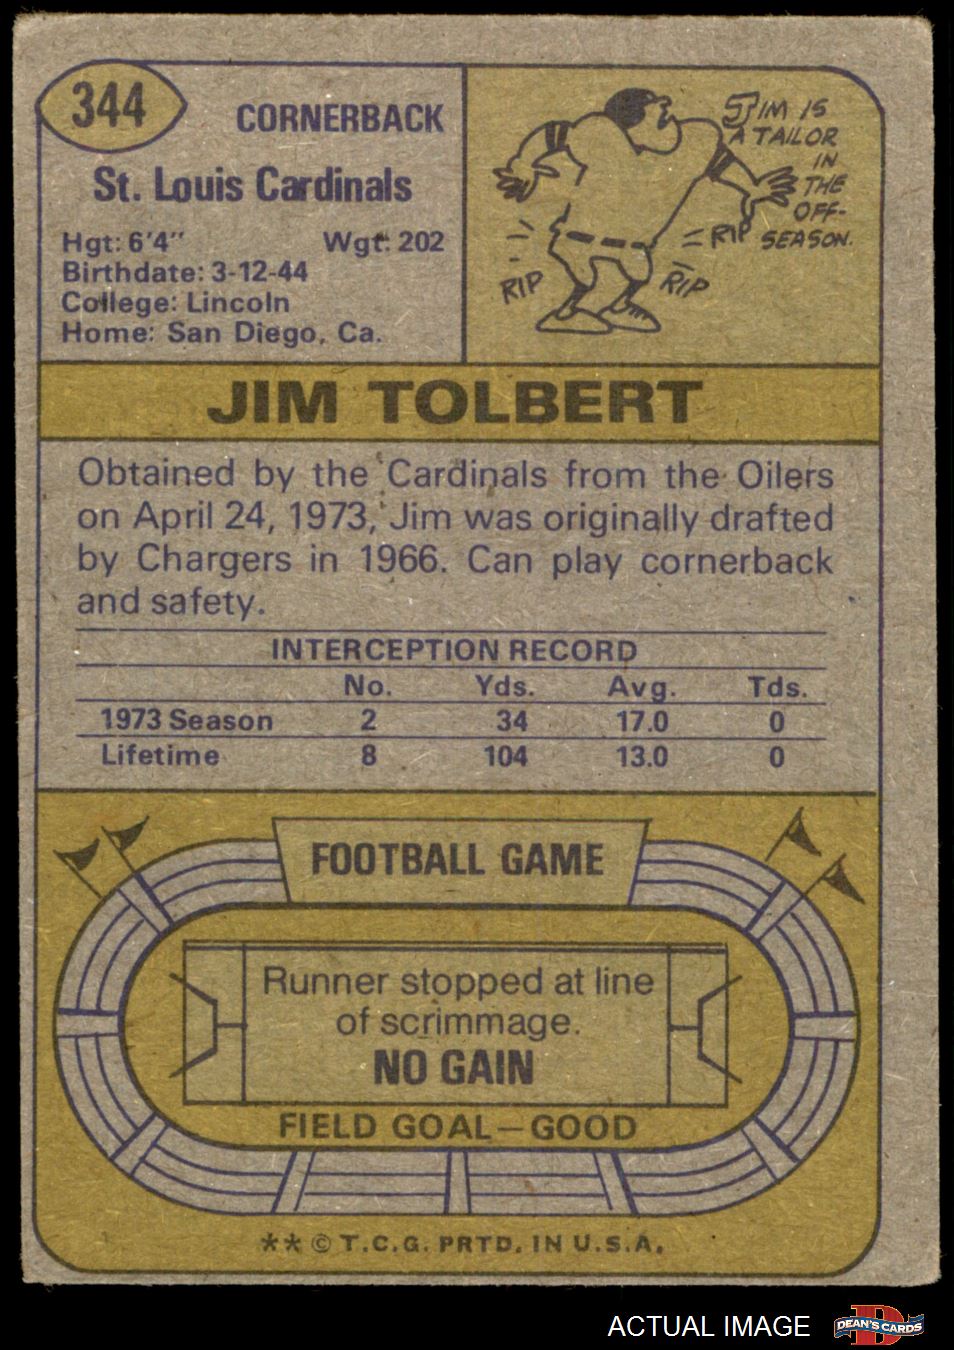 344
CORNERBACK
St. Louis Cardinals
Hgt: 6'4" Wgt: 202
Birthdate: 3-12-44
College: Lincoln
Home: San Diego, Ca.
JIM IS
A TAILOR
IN
THE
OFF-
SEASON.
RIP
RIP
RIP
JIM TOLBERT
Obtained by the Cardinals from the Oilers
on April 24, 1973, Jim was originally drafted
by Chargers in 1966. Can play cornerback
and safety.
INTERCEPTION RECORD
No. Yds. Avg. Tds.
1973 Season 2 34 17.0 0
Lifetime 8 104 13.0 0
FOOTBALL GAME
Runner stopped at line
of scrimmage.
NO GAIN
FIELD GOAL—GOOD
** © T.C.G. PRTD. IN U.S.A.
ACTUAL IMAGE
D
DEAN'S CARDS